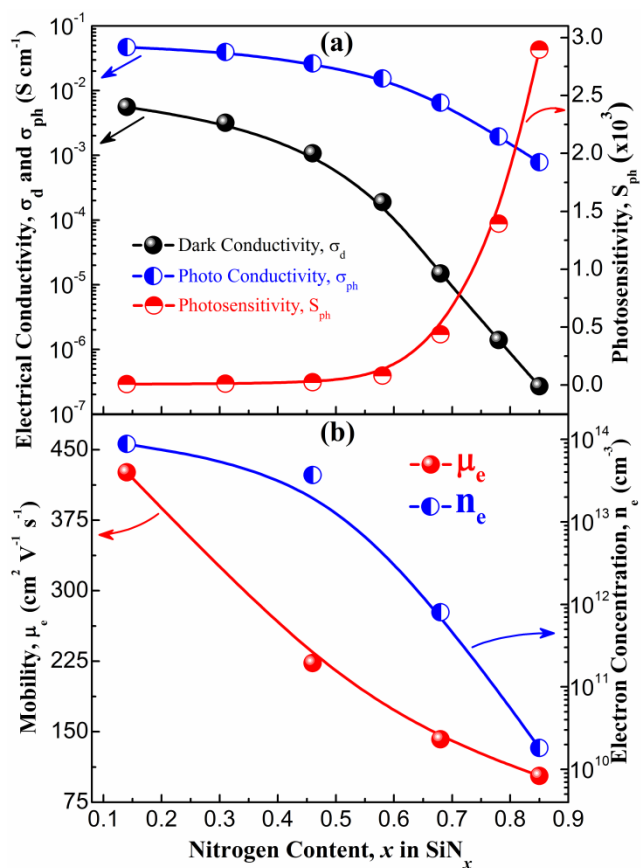 (a)
Electrical Conductivity, σd and σph (S cm⁻¹)
10⁻¹
10⁻²
10⁻³
10⁻⁴
10⁻⁵
10⁻⁶
10⁻⁷
Dark Conductivity, σd
Photo Conductivity, σph
Photosensitivity, Sph
3.0
2.5
2.0
1.5
1.0
0.5
0.0
Photosensitivity, Sph (x10³)
(b)
Mobility, μe (cm² V⁻¹ s⁻¹)
450
375
300
225
150
75
μe
ne
10¹⁴
10¹³
10¹²
10¹¹
10¹⁰
Electron Concentration, ne (cm⁻³)
0.1 0.2 0.3 0.4 0.5 0.6 0.7 0.8 0.9
Nitrogen Content, x in SiNx